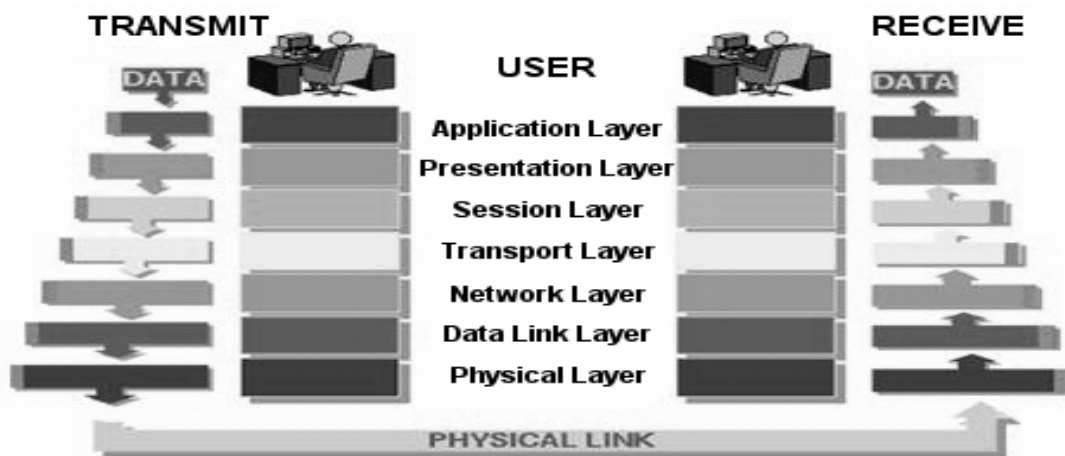 TRANSMIT
RECEIVE
USER
DATA
DATA
Application Layer
Presentation Layer
Session Layer
Transport Layer
Network Layer
Data Link Layer
Physical Layer
PHYSICAL LINK